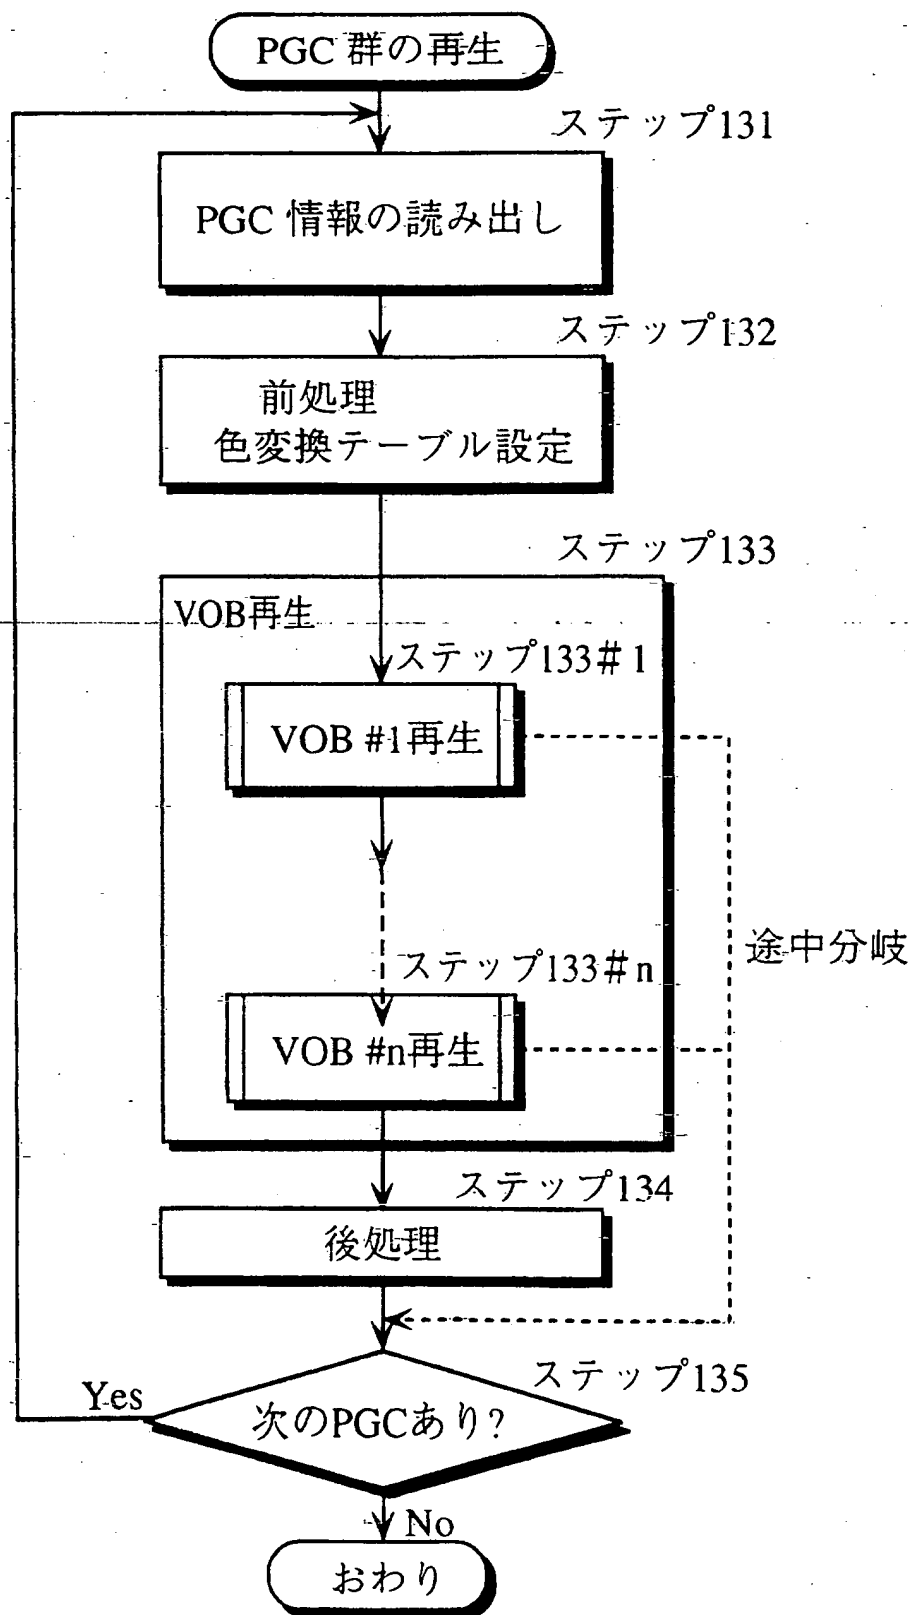 PGC 群の再生
ステップ131
PGC 情報の読み出し
ステップ132
前処理
色変換テーブル設定
ステップ133
VOB再生
ステップ133＃1
VOB #1再生
途中分岐
ステップ133＃n
VOB #n再生
ステップ134
後処理
ステップ135
Yes
次のPGCあり?
No
おわり